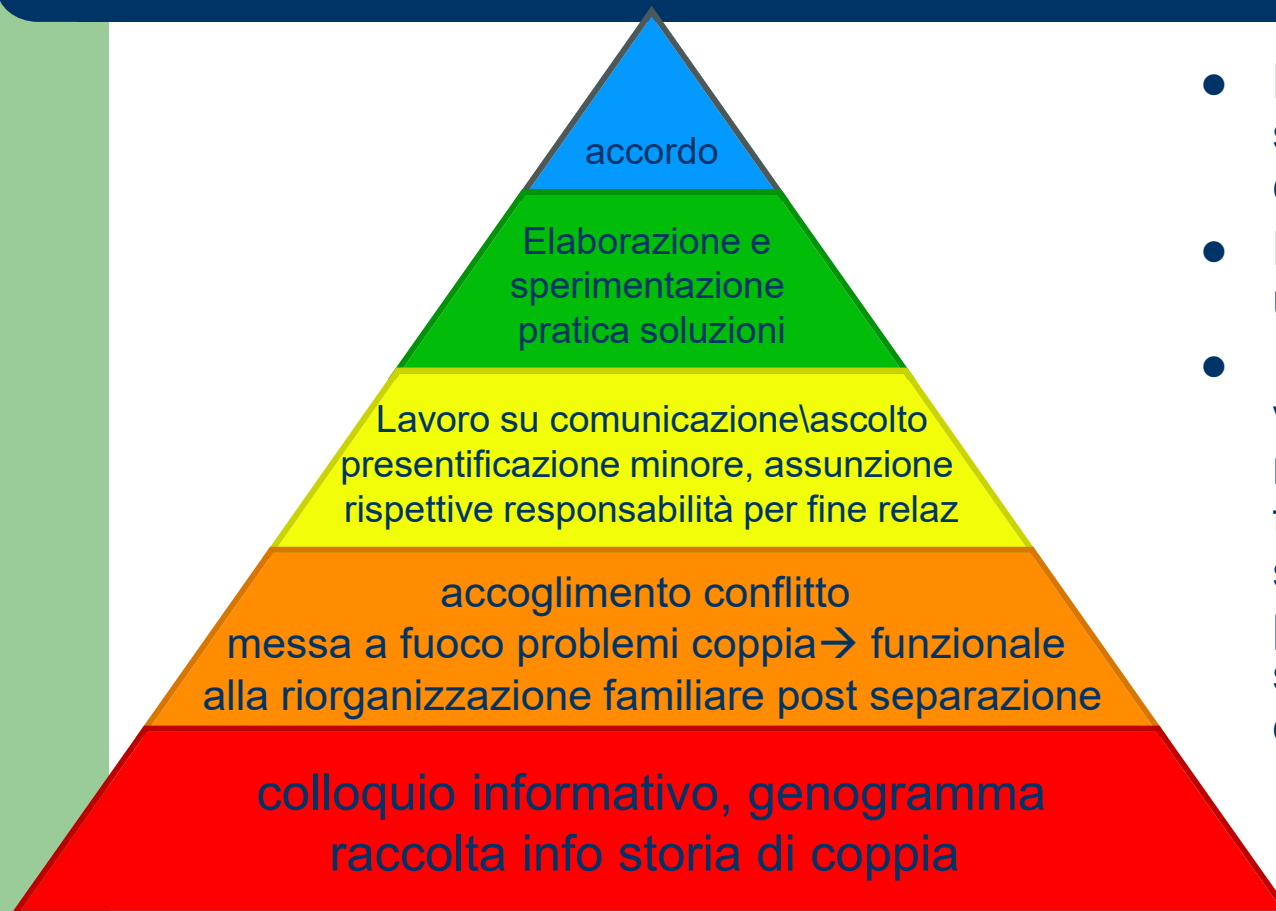 accordo
Elaborazione e
sperimentazione
pratica soluzioni
Lavoro su comunicazione\ascolto
presentificazione minore, assunzione
rispettive responsabilità per fine relaz
accoglimento conflitto
messa a fuoco problemi coppia→ funzionale
alla riorganizzazione familiare post separazione
colloquio informativo, genogramma
raccolta info storia di coppia